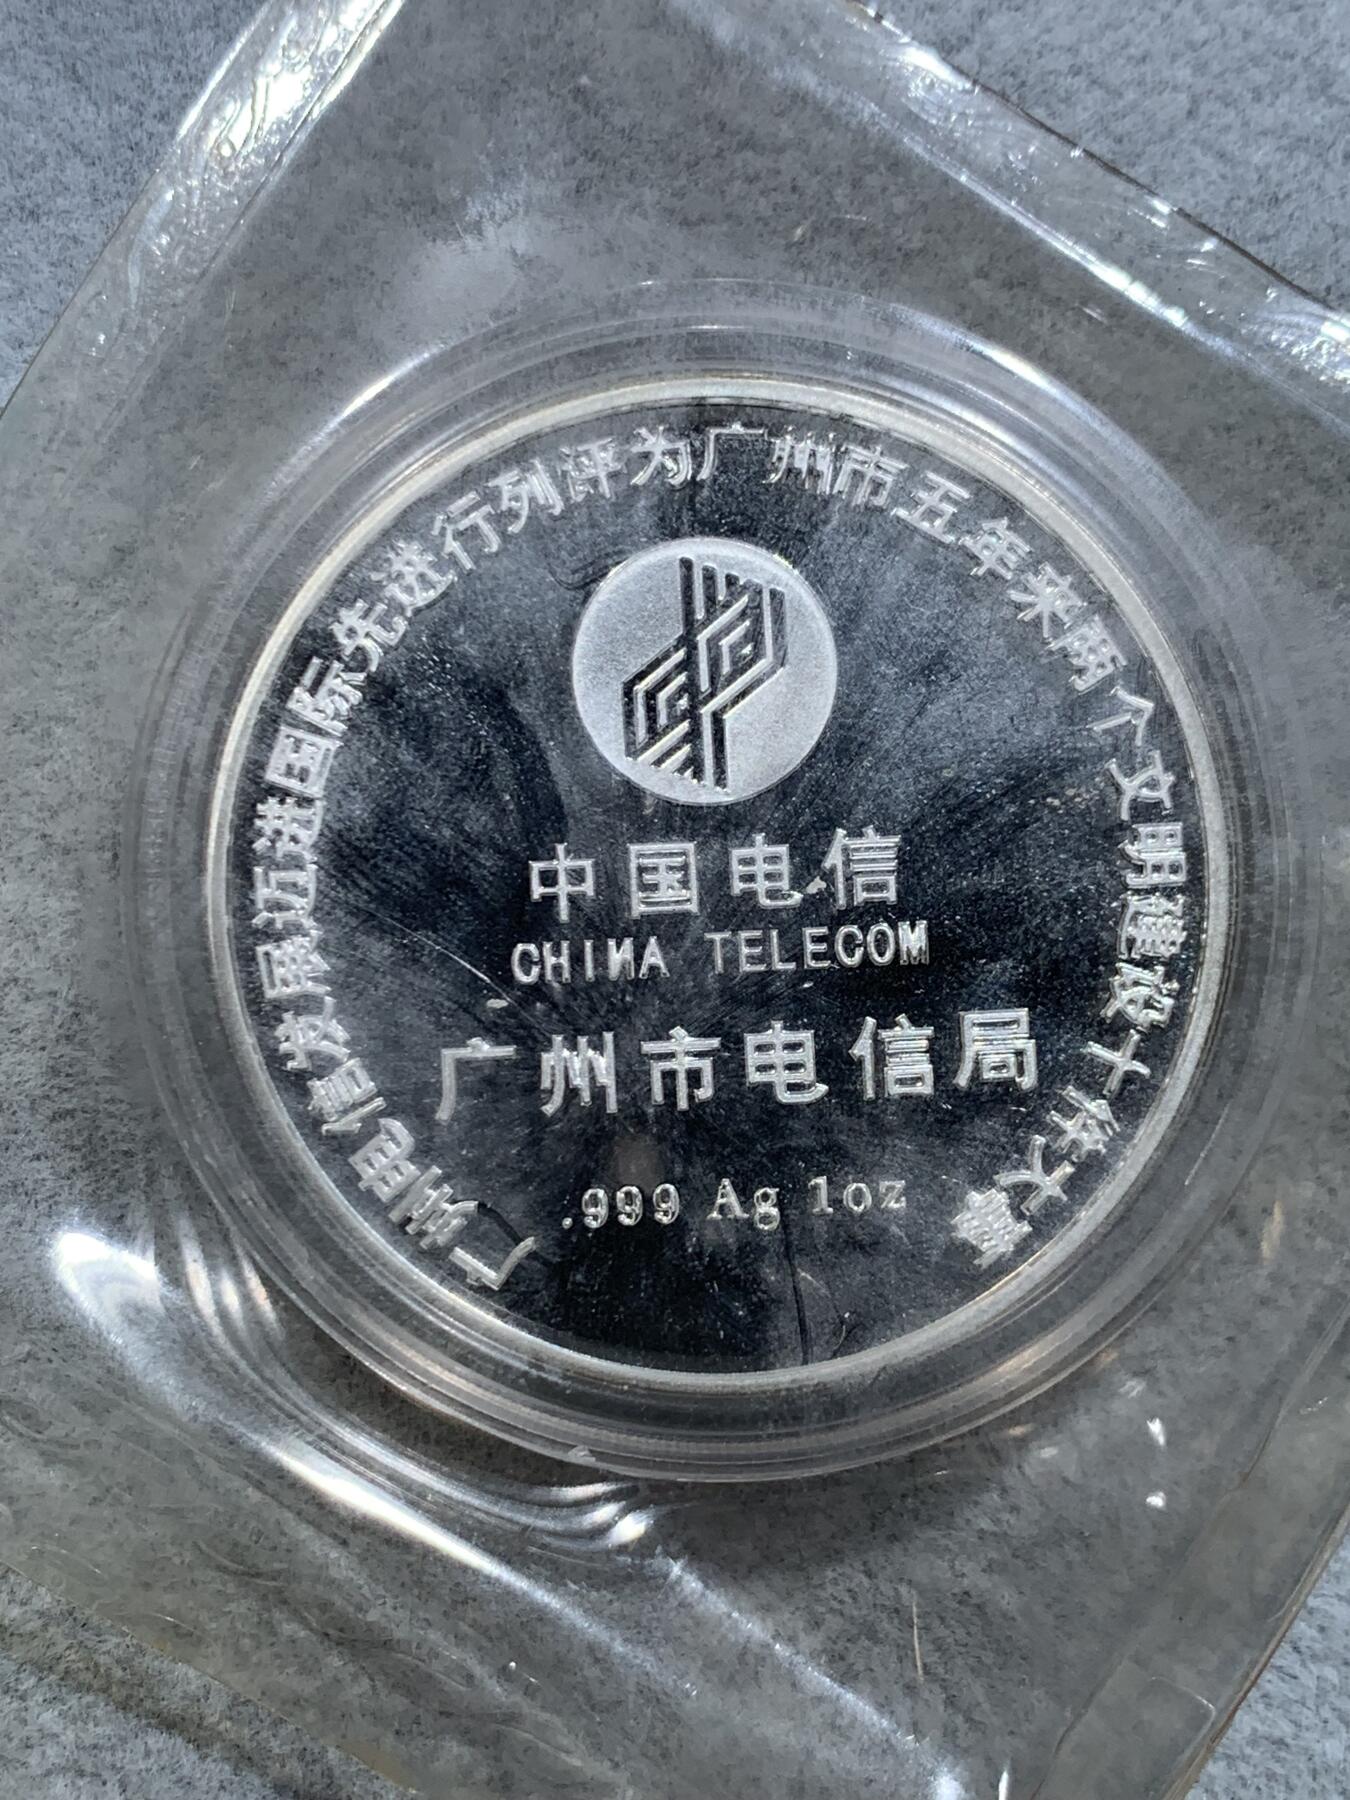 广州电信发展迈进国际先进行列评为广州市五年来两个文明建设十件大事
中国电信
CHINA TELECOM
广州市电信局
.999 Ag 1oz